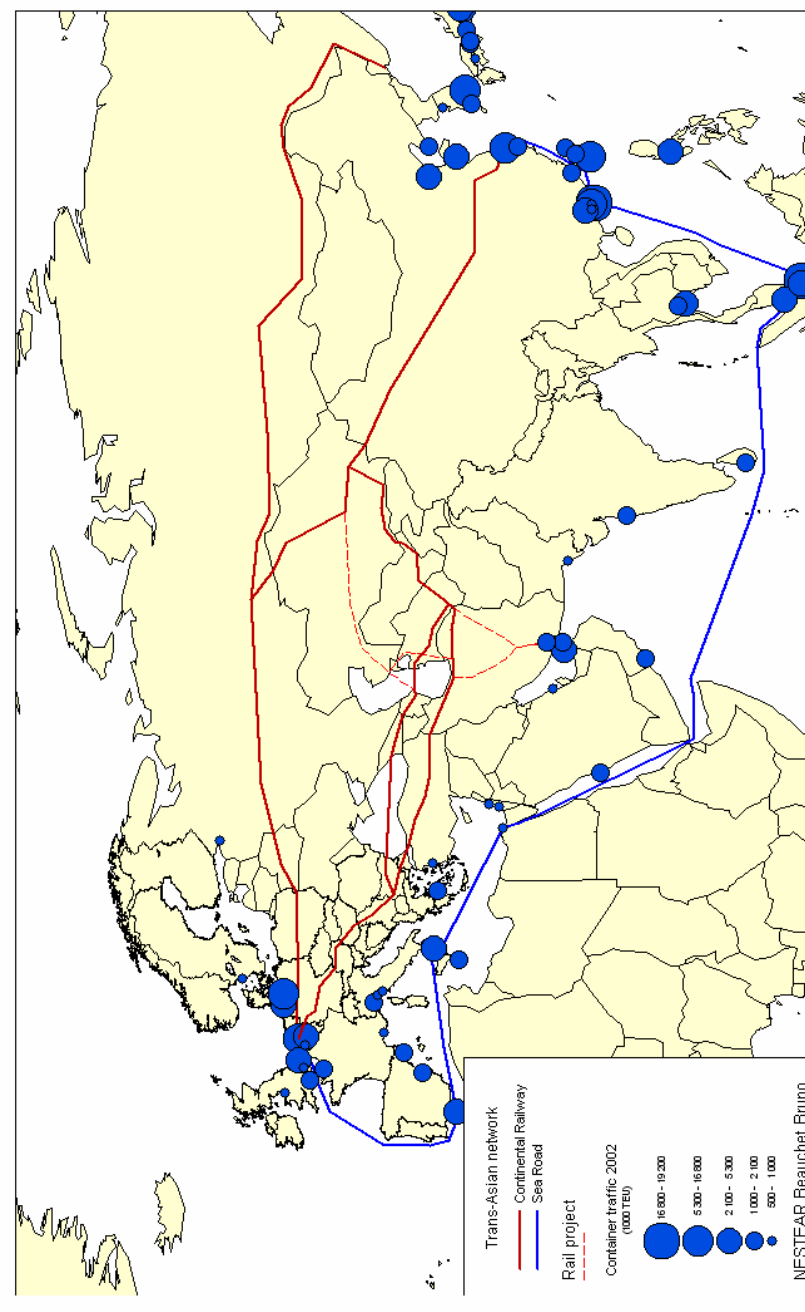 Trans-Asian network
Continental Railway
Sea Road
Rail project
Container traffic 2002
(1000 TEU)
16 800 - 19 200
5 300 - 16 800
2 100 - 5 300
1 000 - 2 100
500 - 1 000
NESTEAR Beauchet Bruno